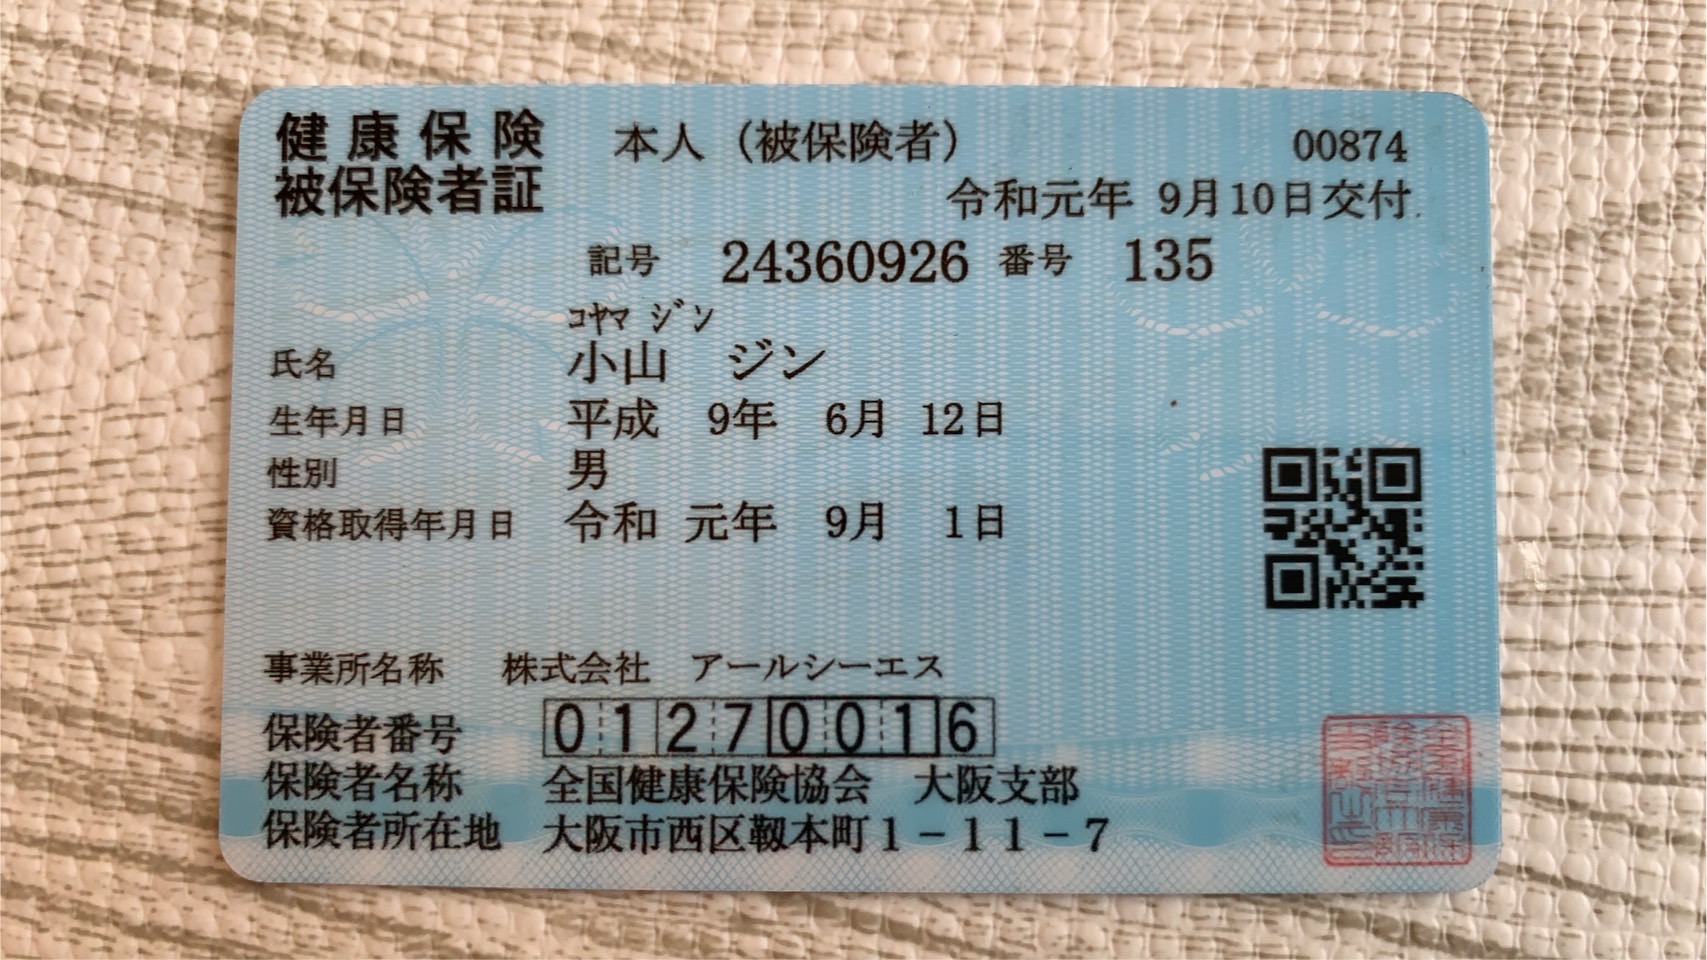 健康保険 本人（被保険者） 00874
被保険者証 令和元年 9月10日交付
記号 24360926 番号 135
コヤマ ジン
氏名 小山 ジン
生年月日 平成 9年 6月 12日
性別 男
資格取得年月日 令和 元年 9月 1日
事業所名称 株式会社 アールシーエス
保険者番号 01270016
保険者名称 全国健康保険協会 大阪支部
保険者所在地 大阪市西区靱本町1-11-7